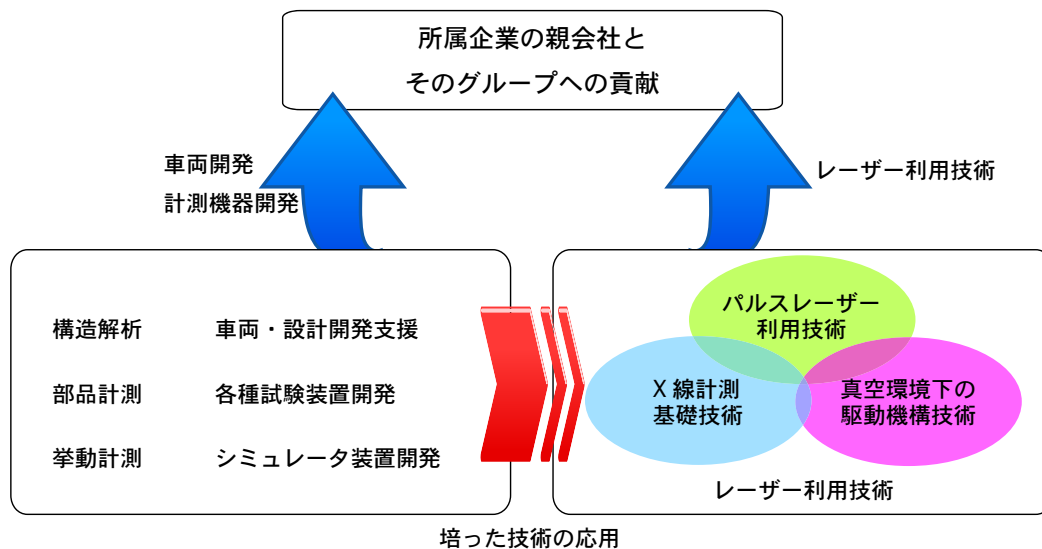 所属企業の親会社と
そのグループへの貢献
車両開発
計測機器開発
レーザー利用技術
構造解析 車両・設計開発支援
部品計測 各種試験装置開発
挙動計測 シミュレータ装置開発
パルスレーザー
利用技術
X線計測
基礎技術
真空環境下の
駆動機構技術
レーザー利用技術
培った技術の応用